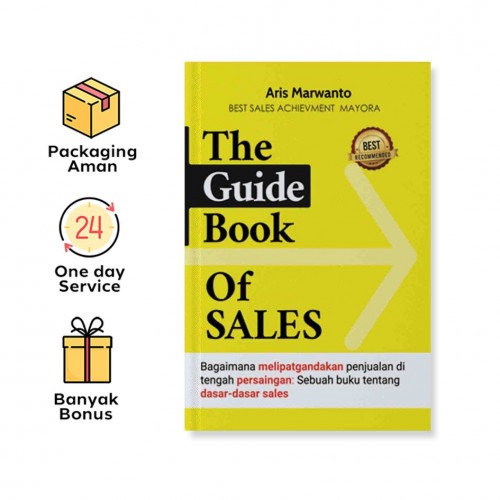 Packaging
Aman
24
One day
Service
Banyak
Bonus
Aris Marwanto
BEST SALES ACHIEVMENT MAYORA
BEST
RECOMMENDED
The
Guide
Book
Of
SALES
Bagaimana melipatgandakan penjualan di
tengah persaingan: Sebuah buku tentang
dasar-dasar sales